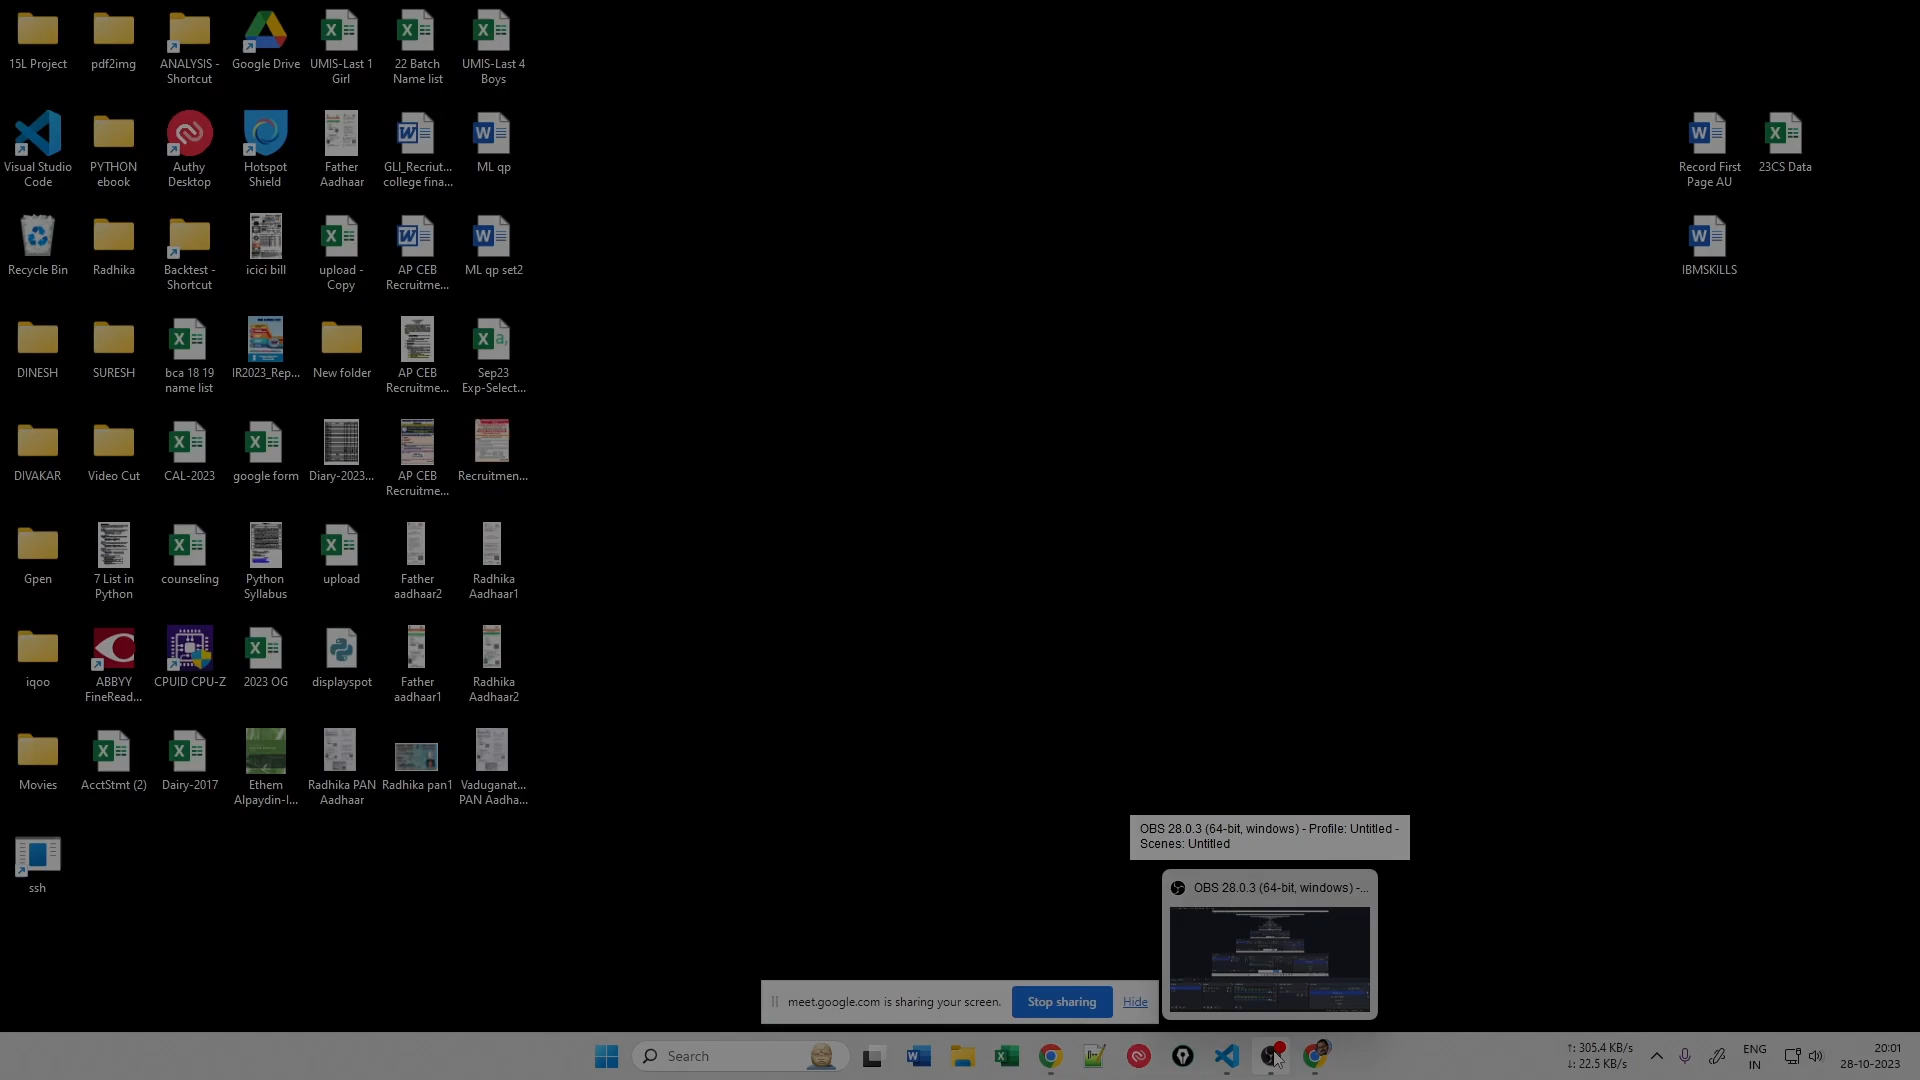 15L Project
pdf2img
ANALYSIS -
Shortcut
Google Drive
UMIS-Last 1
Girl
22 Batch
Name list
UMIS-Last 4
Boys
Visual Studio
Code
PYTHON
ebook
Authy
Desktop
Hotspot
Shield
Father
Aadhaar
GLI_Recriut...
college fina...
ML qp
Record First
Page AU
23CS Data
Recycle Bin
Radhika
Backtest -
Shortcut
icici bill
upload -
Copy
AP CEB
Recruitme...
ML qp set2
IBMSKILLS
DINESH
SURESH
bca 18 19
name list
IR2023_Rep...
New folder
AP CEB
Recruitme...
Sep23
Exp-Select...
DIVAKAR
Video Cut
CAL-2023
google form
Diary-2023...
AP CEB
Recruitme...
Recruitmen...
Gpen
7 List in
Python
counseling
Python
Syllabus
upload
Father
aadhaar2
Radhika
Aadhaar1
iqoo
ABBYY
FineRead...
CPUID CPU-Z
2023 OG
displayspot
Father
aadhaar1
Radhika
Aadhaar2
Movies
AcctStmt (2)
Dairy-2017
Ethem
Alpaydin-I...
Radhika PAN
Aadhaar
Radhika pan1
Vaduganat...
PAN Aadha...
ssh
OBS 28.0.3 (64-bit, windows) - Profile: Untitled -
Scenes: Untitled
OBS 28.0.3 (64-bit, windows) -...
meet.google.com is sharing your screen.
Stop sharing
Hide
Search
↑: 305.4 KB/s
↓: 22.5 KB/s
ENG
IN
20:01
28-10-2023